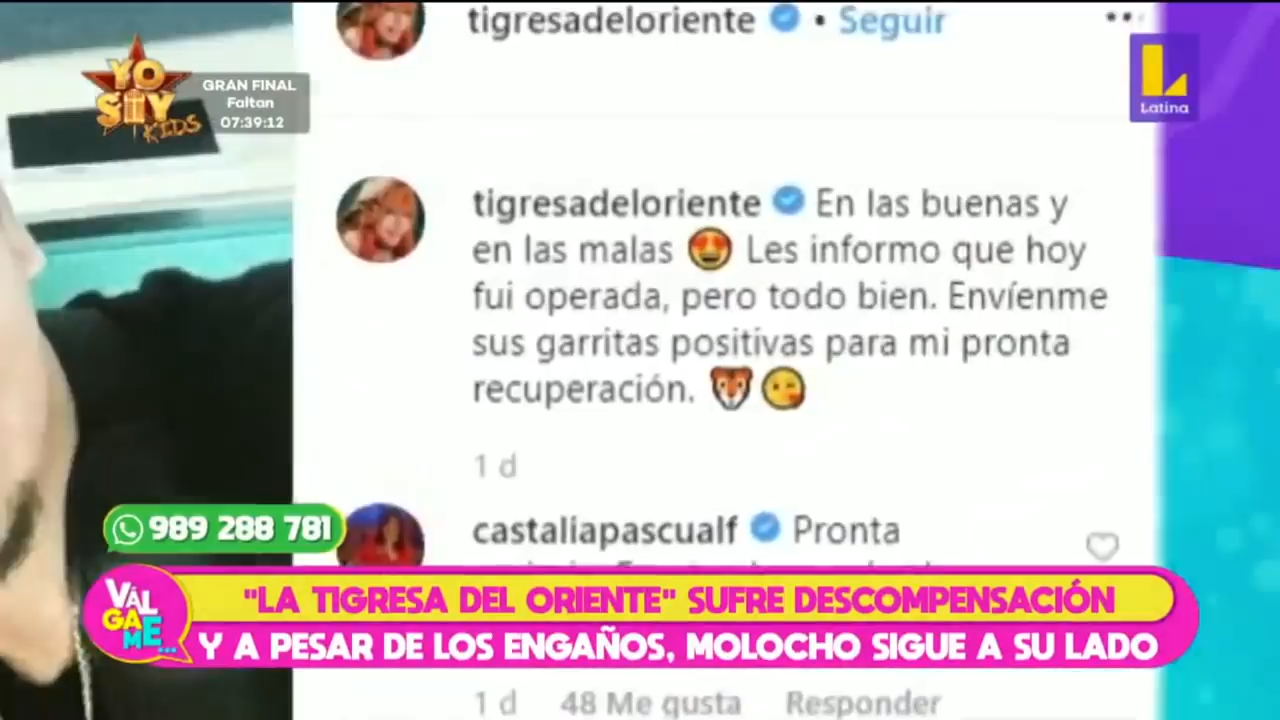 tigresadeloriente • Seguir
YO SOY KIDS
GRAN FINAL
Faltan
07:39:12
Latina
tigresadeloriente En las buenas y
en las malas 😍 Les informo que hoy
fui operada, pero todo bien. Envíenme
sus garritas positivas para mi pronta
recuperación. 🐯😘
1 d
castaliapascualf Pronta
989 288 781
VÁLGAME...
"LA TIGRESA DEL ORIENTE" SUFRE DESCOMPENSACIÓN
Y A PESAR DE LOS ENGAÑOS, MOLOCHO SIGUE A SU LADO
1 d 48 Me gusta Responder